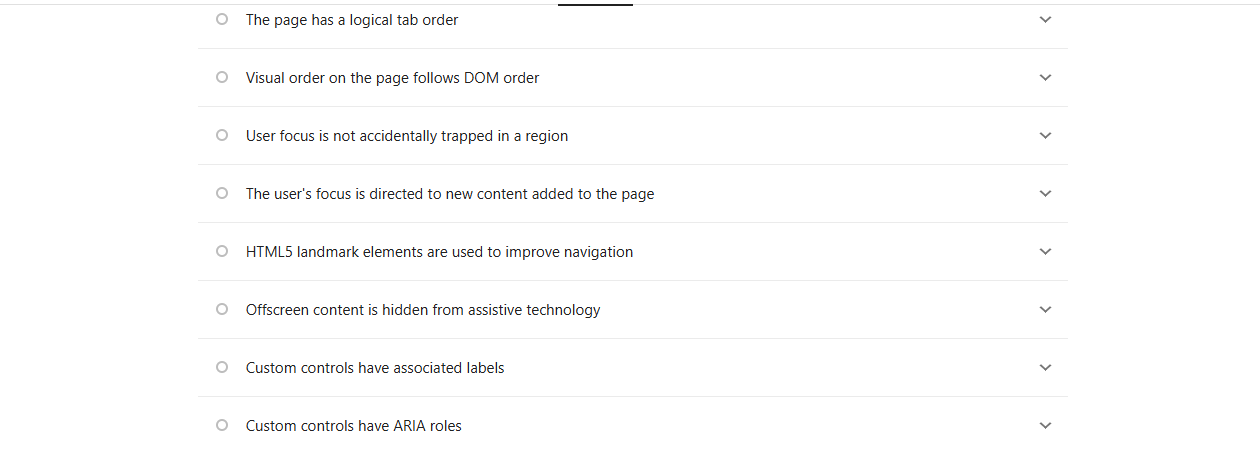 The page has a logical tab order
Visual order on the page follows DOM order
User focus is not accidentally trapped in a region
The user's focus is directed to new content added to the page
HTML5 landmark elements are used to improve navigation
Offscreen content is hidden from assistive technology
Custom controls have associated labels
Custom controls have ARIA roles